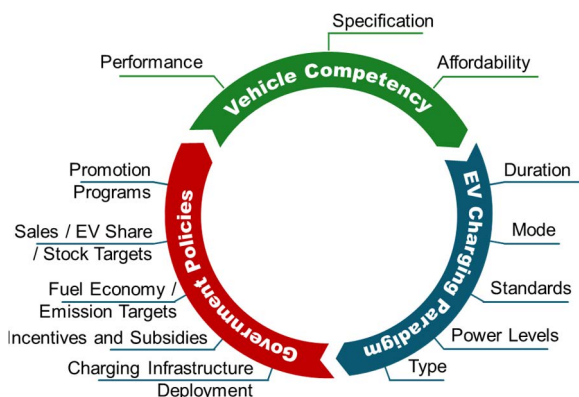 Specification
Performance
Affordability
Vehicle Competency
Promotion
Programs
Duration
Sales / EV Share
/ Stock Targets
Mode
Government Policies
EV Charging Paradigm
Fuel Economy /
Emission Targets
Standards
Incentives and Subsidies
Power Levels
Charging Infrastructure
Deployment
Type